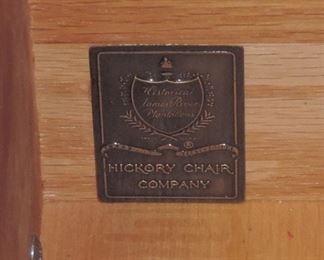 Historical
James River
Plantations
®
HICKORY CHAIR
COMPANY